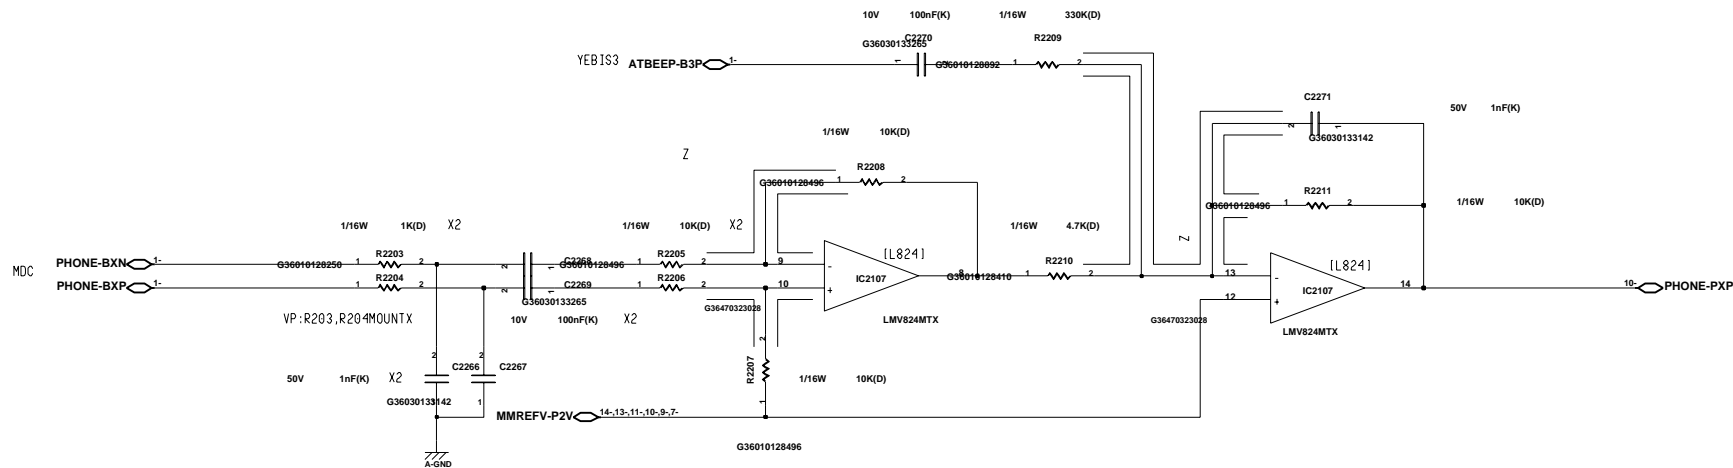 10V 100nF(K) 1/16W 330K(D)
C2270 R2209
G36030133265
YEBIS3 ATBEEP-B3P 1- 1 G36010128892 1 2
C2271
50V 1nF(K)
2 1
G36030133142
1/16W 10K(D)
Z
R2208
G36010128496 1 2
R2211
G36010128496 1 2
1/16W 10K(D)
1/16W 1K(D) X2 1/16W 10K(D) X2 1/16W 4.7K(D)
Z
[L824] [L824]
R2203 C2268 R2205
MDC PHONE-BXN 1- G36010128250 1 2 2 1 G36010128496 1 2 9 -
R2204 C2269 R2206 IC2107 8 G36010128410 1 R2210 2 13 -
PHONE-BXP 1- 1 2 2 1 1 2 10 + IC2107 14 10- PHONE-PXP
G36030133265 12 +
G36470323028
VP:R203,R204MOUNTX 10V 100nF(K) X2 LMV824MTX G36470323028
LMV824MTX
2 2 2
C2266 C2267 R2207
50V 1nF(K) X2 1/16W 10K(D)
G36030133142 1 1
MMREFV-P2V 14-,13-,11-,10-,9-,7-
G36010128496
A-GND